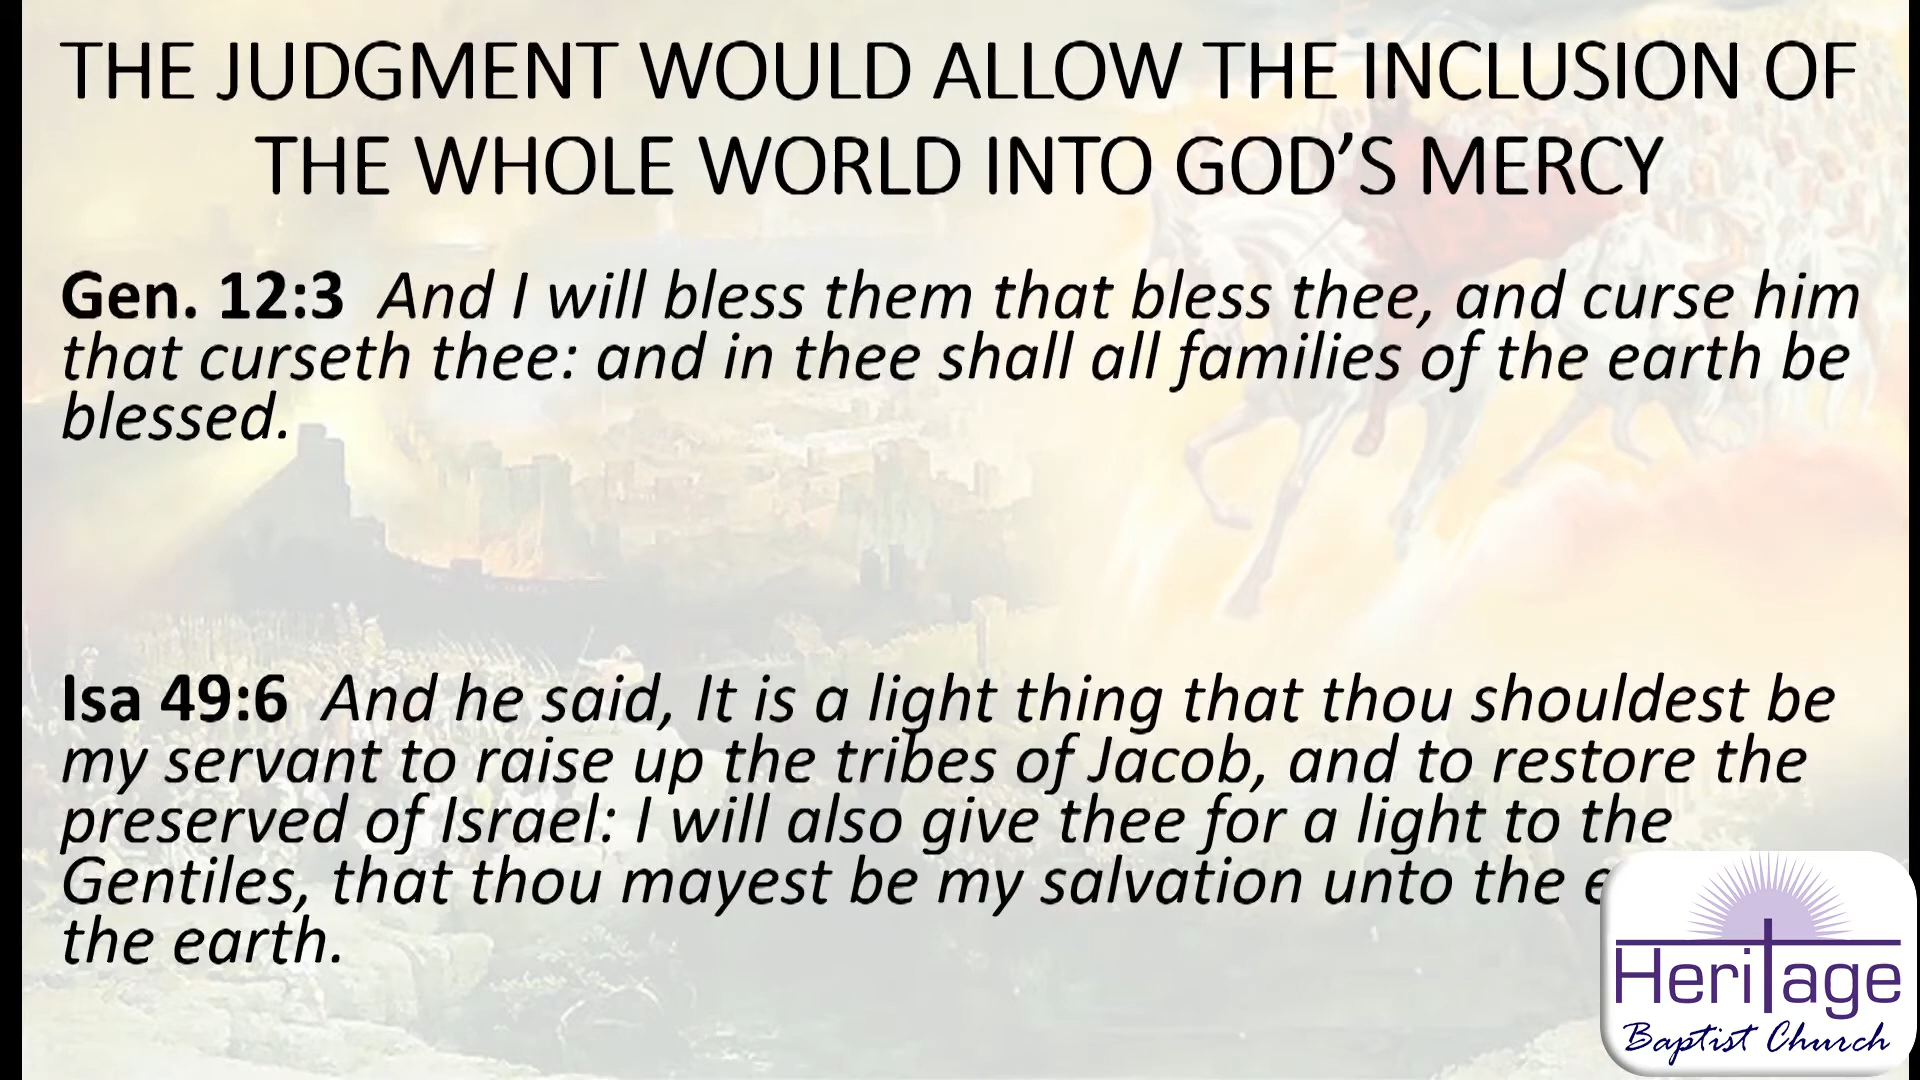 THE JUDGMENT WOULD ALLOW THE INCLUSION OF
THE WHOLE WORLD INTO GOD’S MERCY
Gen. 12:3 And I will bless them that bless thee, and curse him
that curseth thee: and in thee shall all families of the earth be
blessed.
Isa 49:6 And he said, It is a light thing that thou shouldest be
my servant to raise up the tribes of Jacob, and to restore the
preserved of Israel: I will also give thee for a light to the
Gentiles, that thou mayest be my salvation unto the
the earth.
Heritage
Baptist Church